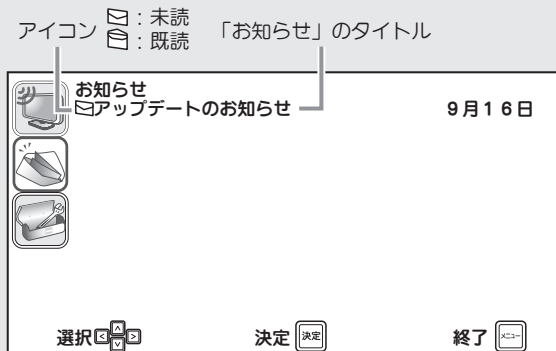 アイコン
：未読
：既読
「お知らせ」のタイトル
お知らせ
アップデートのお知らせ
９月１６日
選択
決定 決定
終了 メニュー